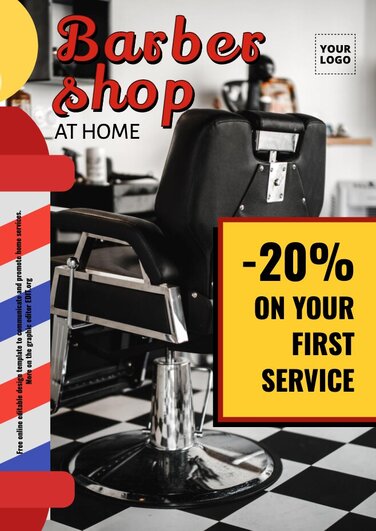 Barber
shop
AT HOME
YOUR
LOGO
-20%
ON YOUR
FIRST
SERVICE
Free online editable design template to communicate and promote home services.
More on the graphic editor EDIT.org